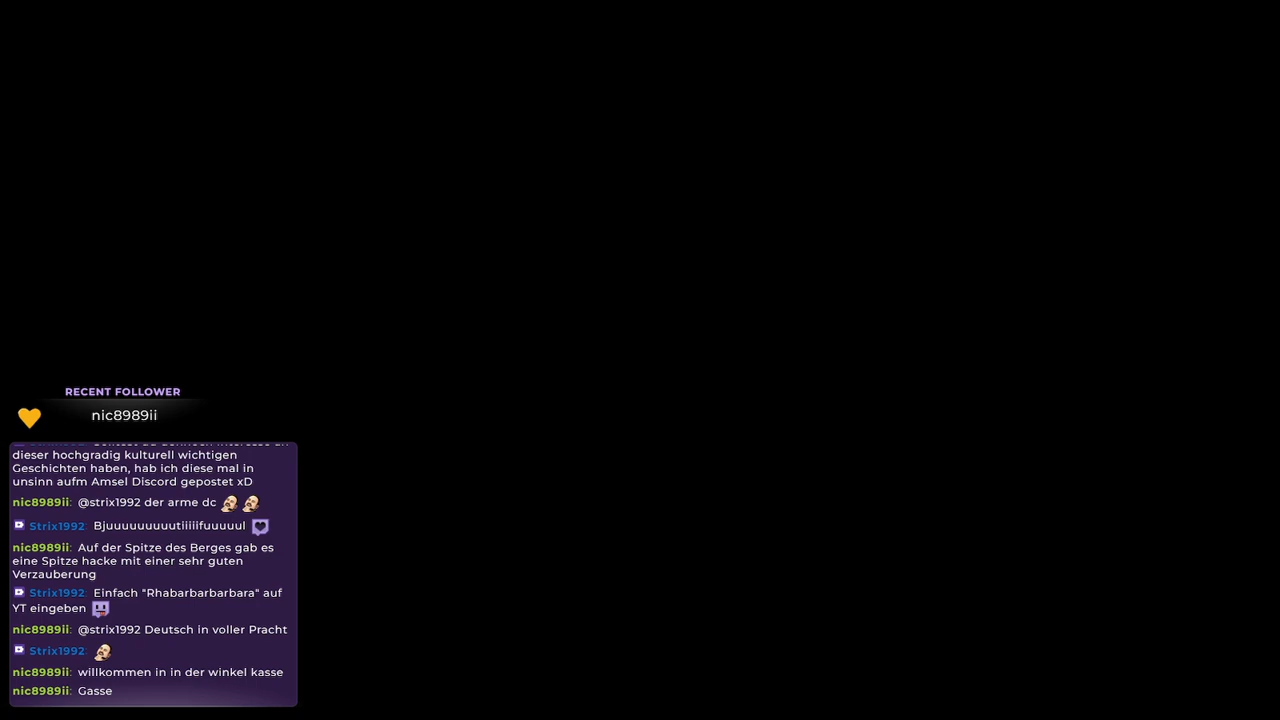 RECENT FOLLOWER
nic8989ii
dieser hochgradig kulturell wichtigen
Geschichten haben, hab ich diese mal in
unsinn aufm Amsel Discord gepostet xD
nic8989ii: @strix1992 der arme dc
Strix1992: Bjuuuuuuuuutiiiiifuuuuul
nic8989ii: Auf der Spitze des Berges gab es
eine Spitze hacke mit einer sehr guten
Verzauberung
Strix1992: Einfach "Rhabarbarbarbara" auf
YT eingeben
nic8989ii: @strix1992 Deutsch in voller Pracht
Strix1992:
nic8989ii: willkommen in in der winkel kasse
nic8989ii: Gasse